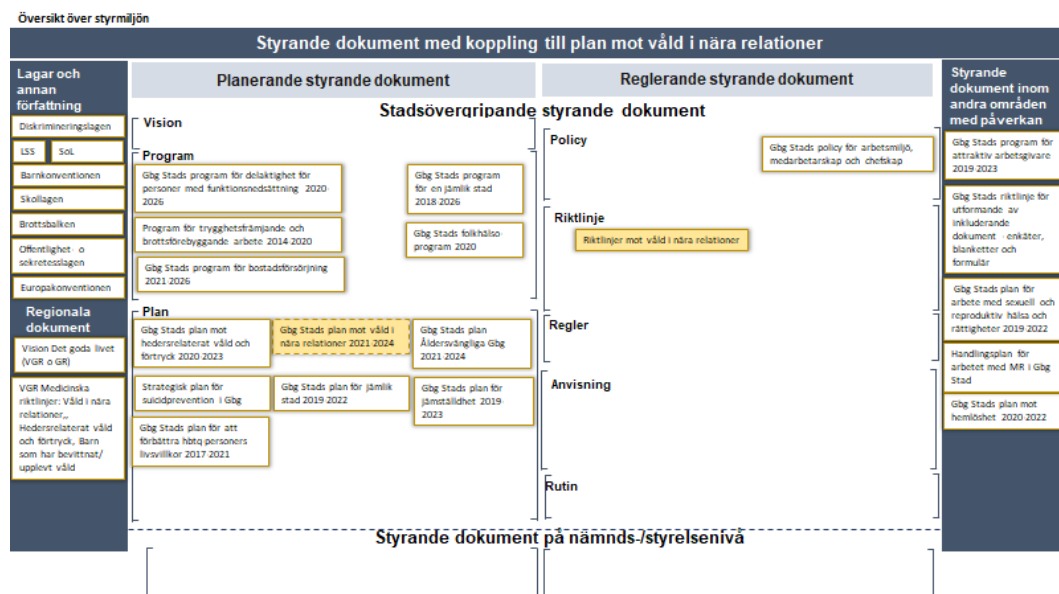 Översikt över styrmiljön
Styrande dokument med koppling till plan mot våld i nära relationer
Lagar och
annan
författning
Diskrimineringslagen
LSS
SoL
Barnkonventionen
Skollagen
Brottsbalken
Offentlighet- o
sekretesslagen
Europakonventionen
Regionala
dokument
Vision Det goda livet
(VGR o GR)
VGR Medicinska
riktlinjer: Våld i nära
relationer,,
Hedersrelaterat våld
och förtryck, Barn
som har bevittnat/
upplevt våld
Planerande styrande dokument
Reglerande styrande dokument
Stadsövergripande styrande dokument
Vision
Program
Gbg Stads program för delaktighet för
personer med funktionsnedsättning 2020-
2026
Gbg Stads program
för en jämlik stad
2018-2026
Program för trygghetsfrämjande och
brottsförebyggande arbete 2014-2020
Gbg Stads folkhälso-
program 2020
Gbg Stads program för bostadsförsörjning
2021-2026
Plan
Gbg Stads plan mot
hedersrelaterat våld och
förtryck 2020-2023
Gbg Stads plan mot våld i
nära relationer 2021-2024
Gbg Stads plan
Åldersvängliga Gbg
2021-2024
Strategisk plan för
suicidprevention i Gbg
Gbg Stads plan för jämlik
stad 2019-2022
Gbg Stads plan för
jämställdhet 2019-
2023
Gbg Stads plan för att
förbättra hbtq-personers
livsvillkor 2017-2021
Policy
Gbg Stads policy för arbetsmiljö,
medarbetarskap och chefskap
Riktlinje
Riktlinjer mot våld i nära relationer
Regler
Anvisning
Rutin
Styrande dokument på nämnds-/styrelsenivå
Styrande
dokument inom
andra områden
med påverkan
Gbg Stads program för
attraktiv arbetsgivare
2019-2023
Gbg Stads riktlinje för
utformande av
inkluderande
dokument - enkäter,
blanketter och
formulär
Gbg Stads plan för
arbete med sexuell och
reproduktiv hälsa och
rättigheter 2019-2022
Handlingsplan för
arbetet med MR i Gbg
Stad
Gbg Stads plan mot
hemlöshet 2020-2022